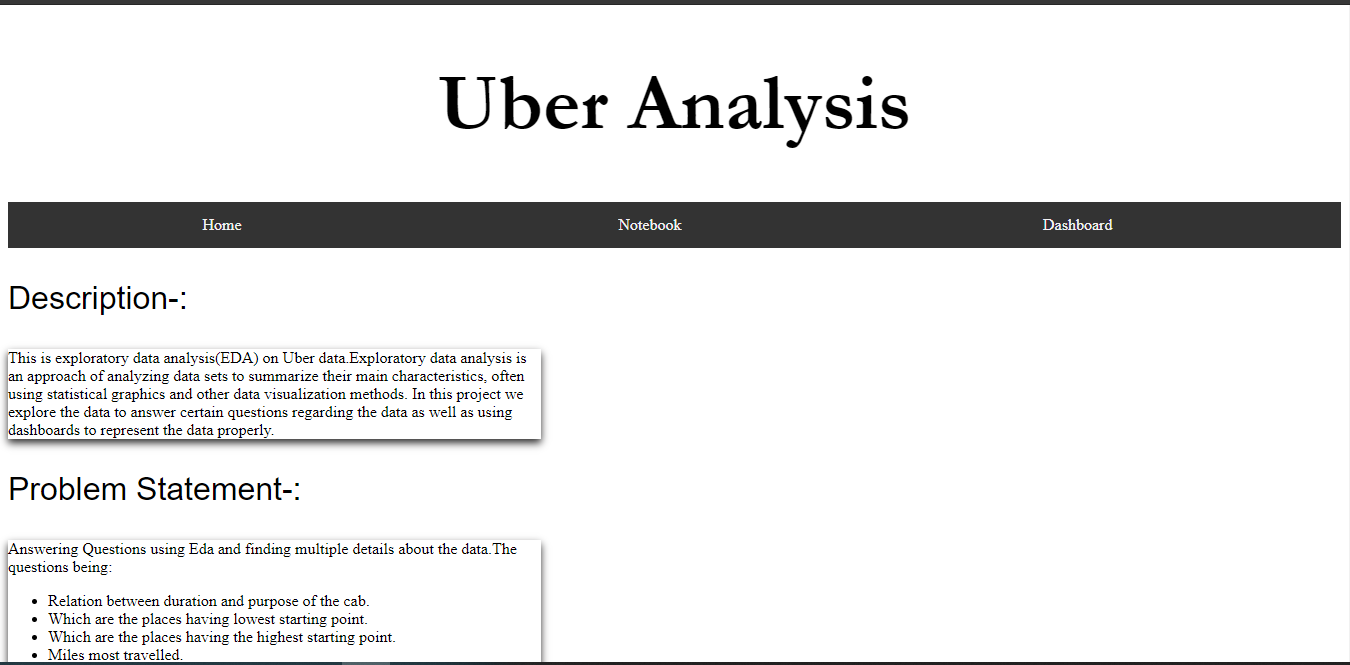 Uber Analysis
Home Notebook Dashboard
Description-:
This is exploratory data analysis(EDA) on Uber data.Exploratory data analysis is
an approach of analyzing data sets to summarize their main characteristics, often
using statistical graphics and other data visualization methods. In this project we
explore the data to answer certain questions regarding the data as well as using
dashboards to represent the data properly.
Problem Statement-:
Answering Questions using Eda and finding multiple details about the data.The
questions being:
• Relation between duration and purpose of the cab.
• Which are the places having lowest starting point.
• Which are the places having the highest starting point.
• Miles most travelled.